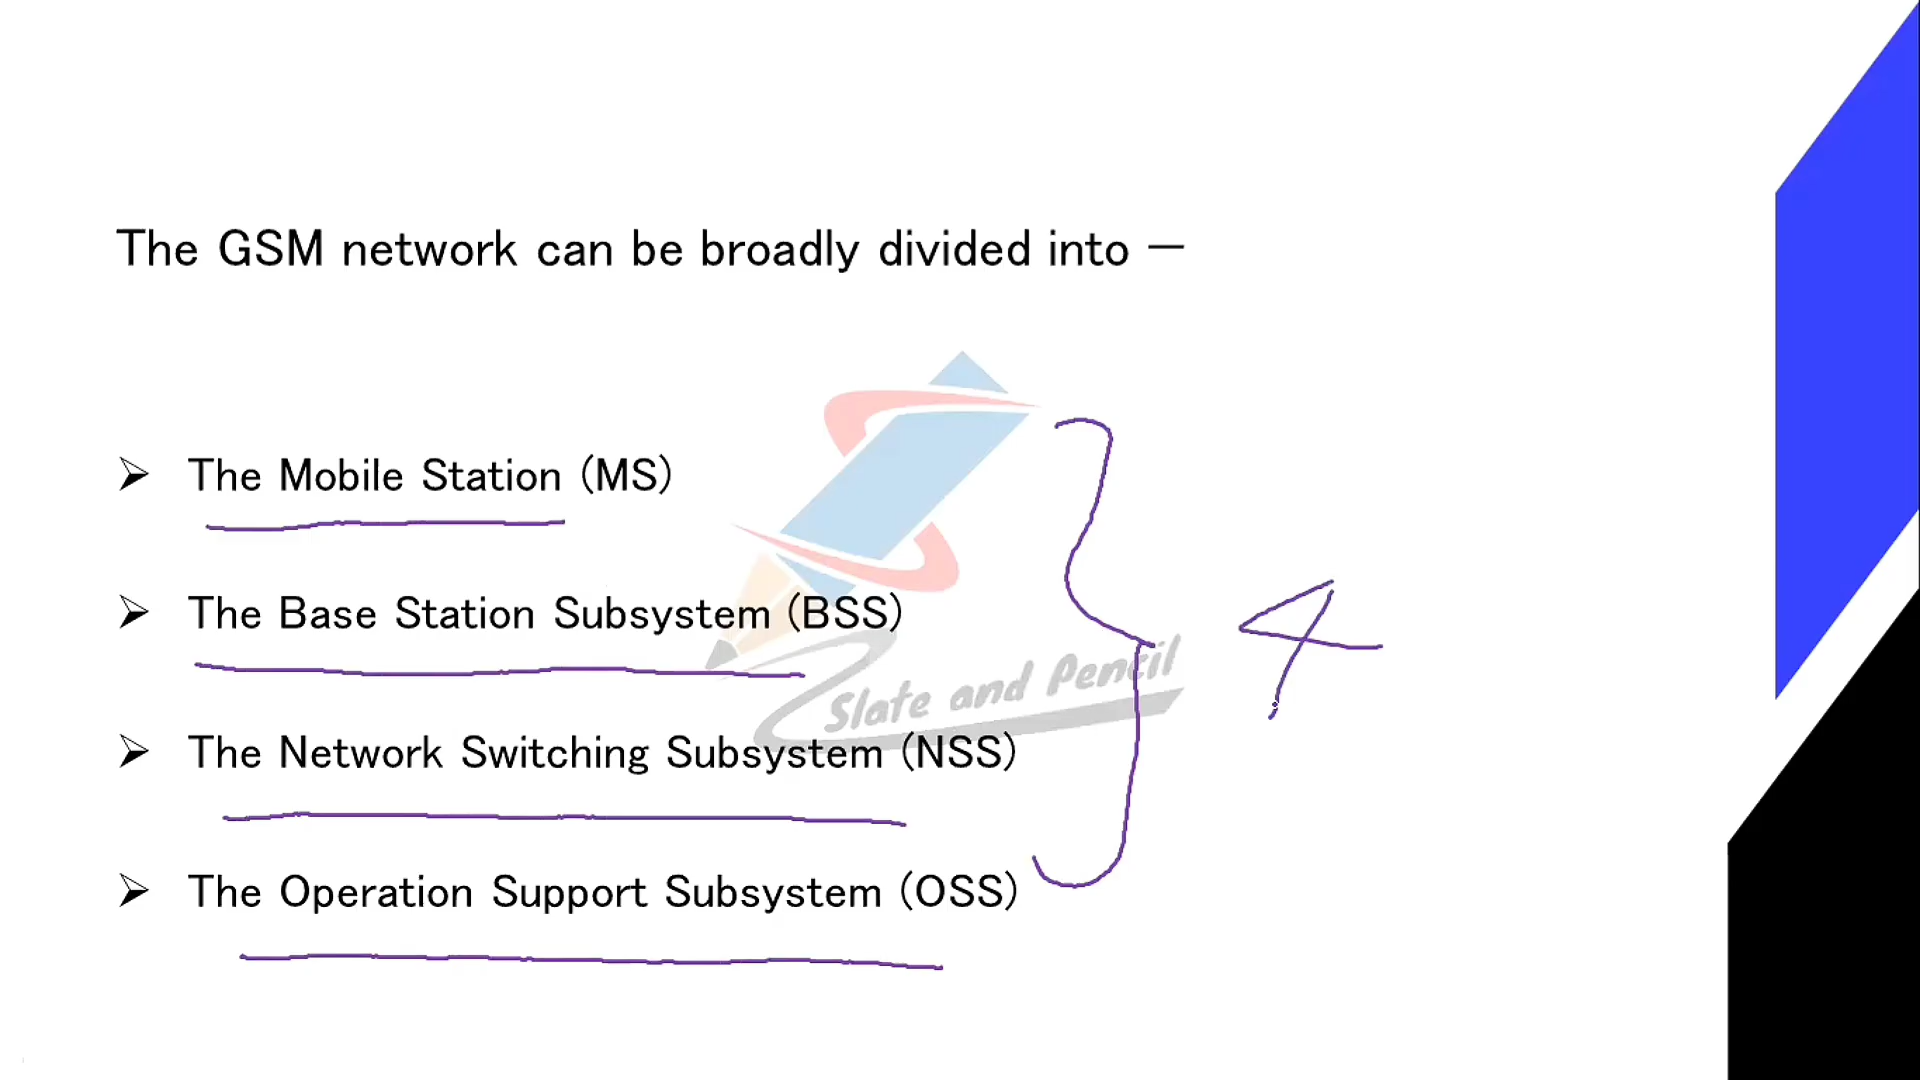 The GSM network can be broadly divided into –
➢ The Mobile Station (MS)
➢ The Base Station Subsystem (BSS)
4
Slate and Pencil
➢ The Network Switching Subsystem (NSS)
➢ The Operation Support Subsystem (OSS)